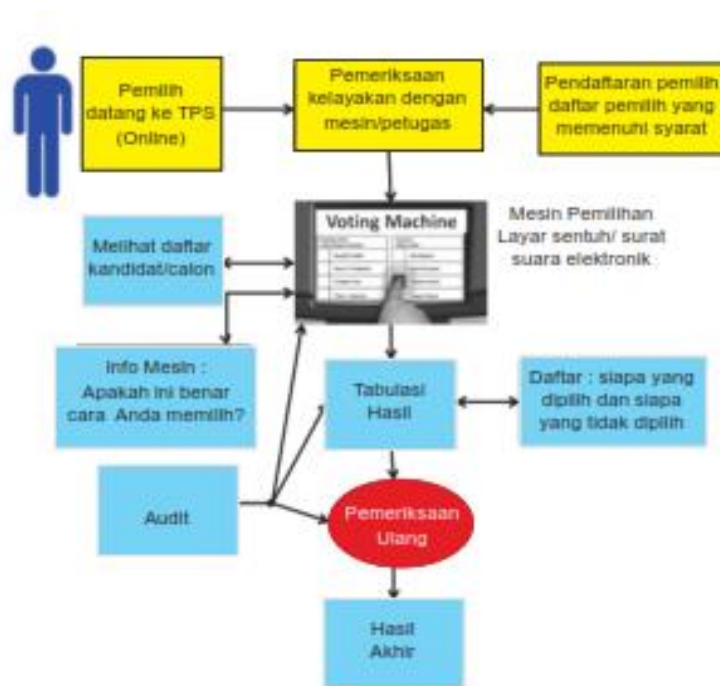 Pemilih
datang ke TPS
(Online)
Pemeriksaan
kelayakan dengan
mesin/petugas
Pendaftaran pemilih
daftar pemilih yang
memenuhi syarat
Voting Machine
Mesin Pemilihan
Layar sentuh/ surat
suara elektronik
Melihat daftar
kandidat/calon
Info Mesin :
Apakah ini benar
cara Anda memilih?
Tabulasi
Hasil
Daftar : siapa yang
dipilih dan siapa
yang tidak dipilih
Audit
Pemeriksaan
Ulang
Hasil
Akhir